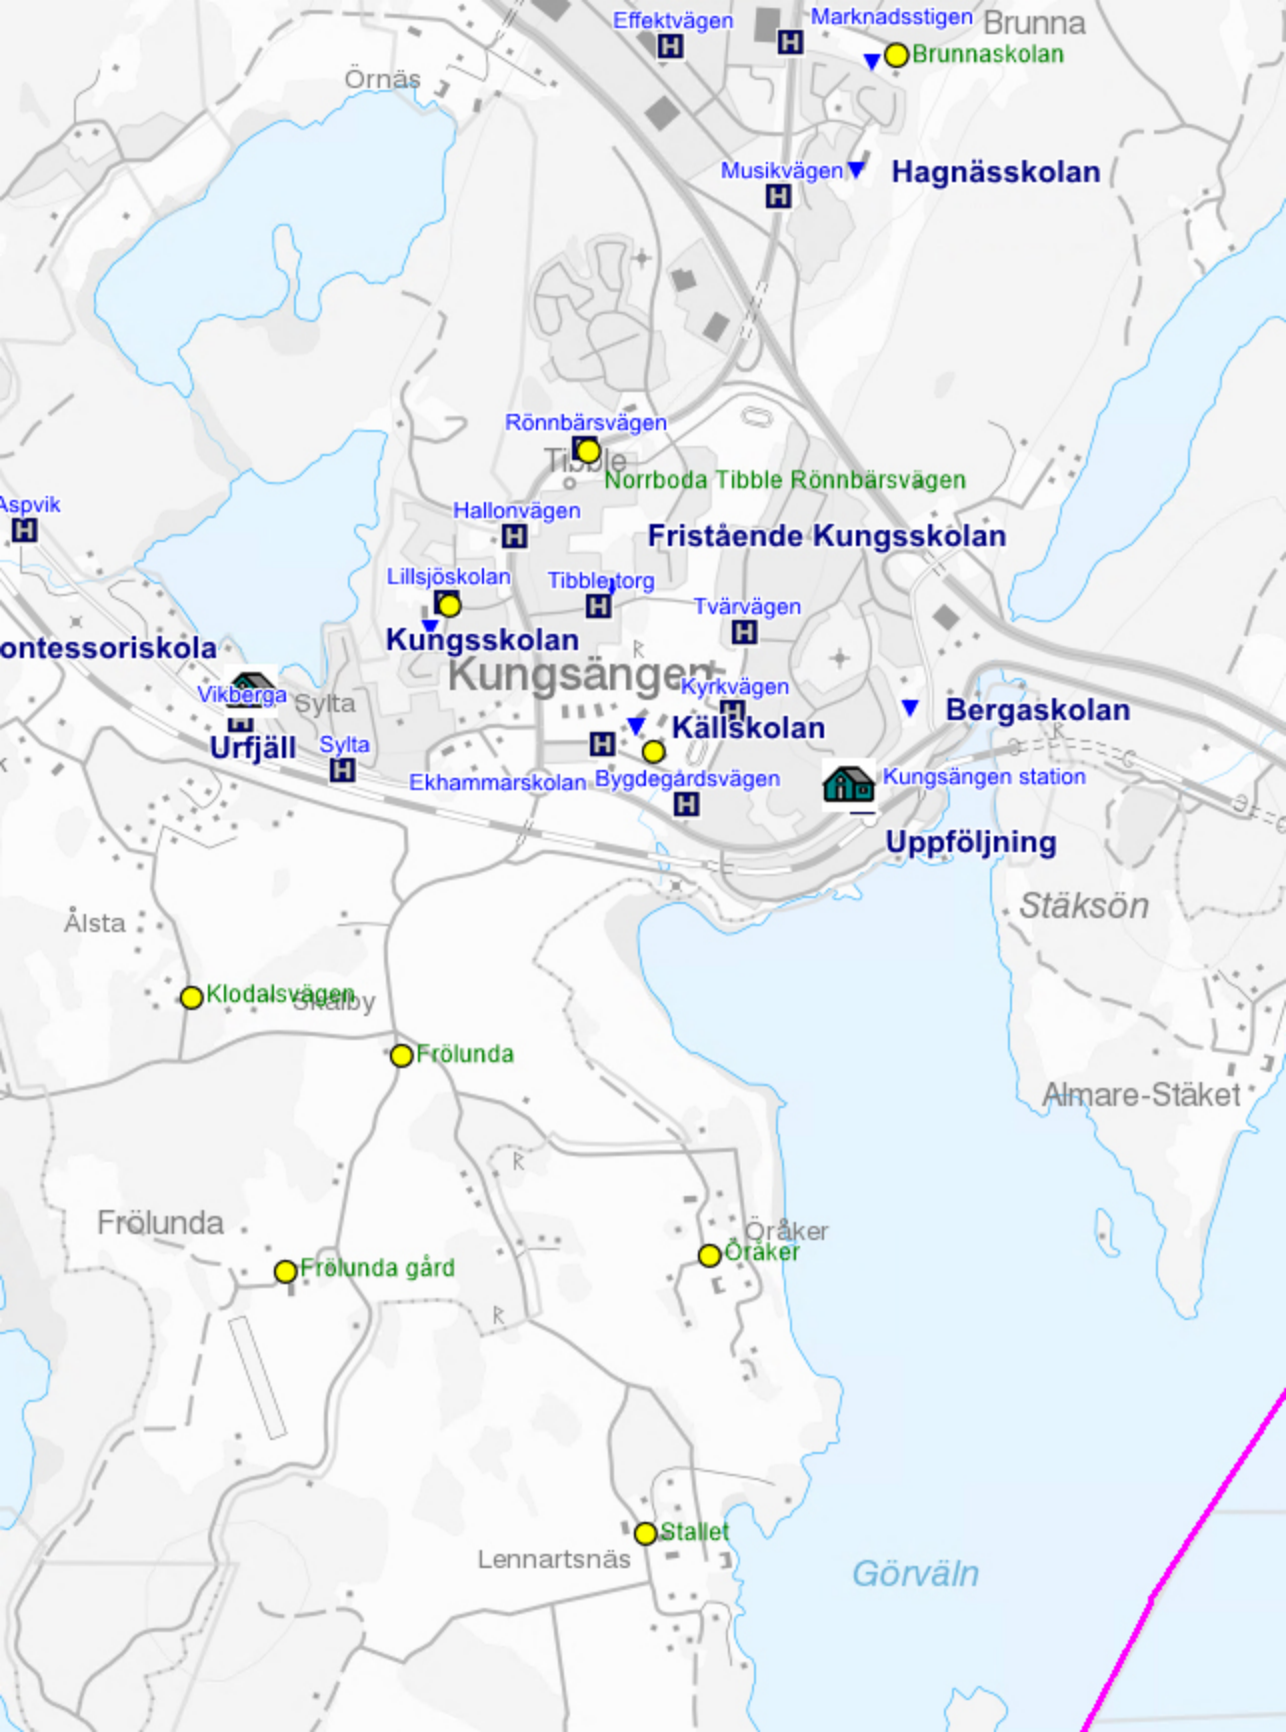 Effektvägen
Marknadsstigen
Brunna
Brunnaskolan
Örnäs
Musikvägen
Hagnässkolan
Rönnbärsvägen
Tibble
Norrboda Tibble Rönnbärsvägen
Aspvik
Hallonvägen
Fristående Kungsskolan
Lillsjöskolan
Tibble torg
Tvärvägen
ontessoriskola
Kungsskolan
Kungsängen
Kyrkvägen
Vikberga
Sylta
Bergaskolan
Källskolan
Urfjäll
Sylta
Ekhammarskolan
Bygdegårdsvägen
Kungsängen station
Uppföljning
Stäksön
Ålsta
Klodalsvägen
Skälby
Frölunda
Almare-Stäket
Frölunda
Öråker
Öråker
Frölunda gård
Stallet
Lennartsnäs
Görväln